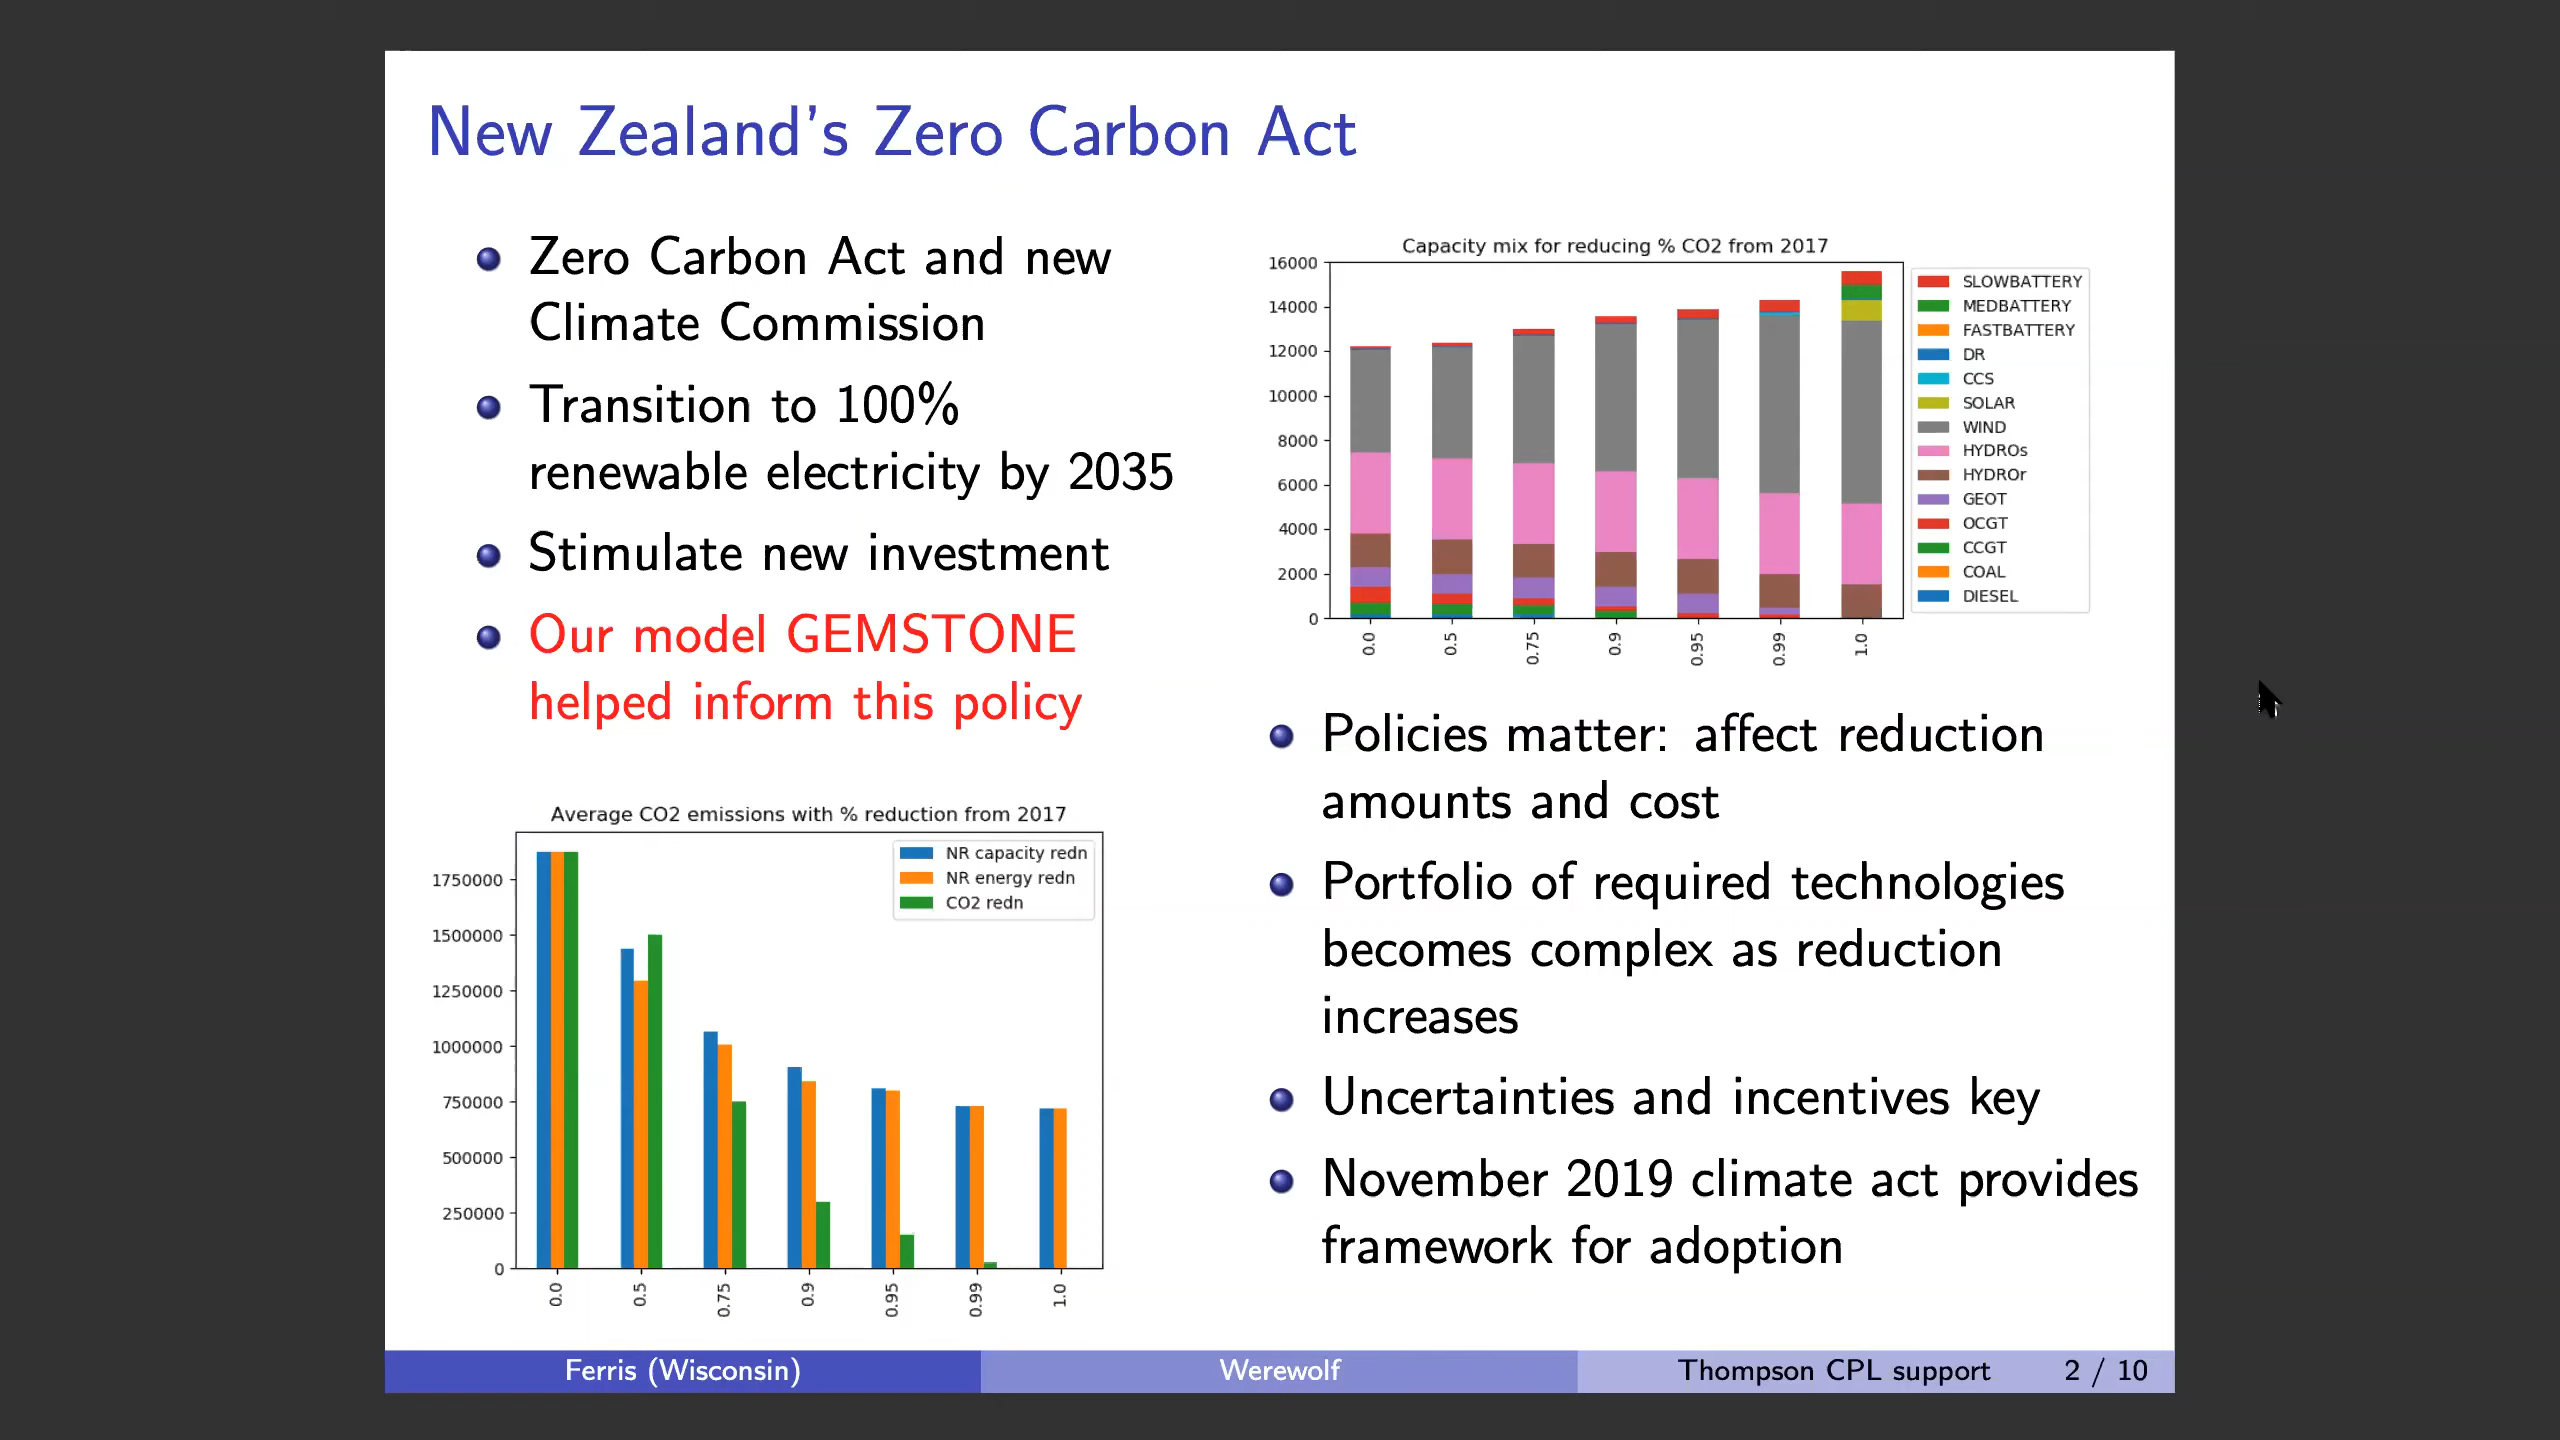 New Zealand's Zero Carbon Act
Zero Carbon Act and new
Climate Commission
Transition to 100%
renewable electricity by 2035
Stimulate new investment
Our model GEMSTONE
helped inform this policy
Average CO2 emissions with % reduction from 2017
NR capacity redn
NR energy redn
CO2 redn
1750000
1500000
1250000
1000000
750000
500000
250000
0
0.0
0.5
0.75
0.9
0.95
0.99
1.0
Capacity mix for reducing % CO2 from 2017
16000
14000
12000
10000
8000
6000
4000
2000
0
0.0
0.5
0.75
0.9
0.95
0.99
1.0
SLOWBATTERY
MEDBATTERY
FASTBATTERY
DR
CCS
SOLAR
WIND
HYDROs
HYDROr
GEOT
OCGT
CCGT
COAL
DIESEL
Policies matter: affect reduction
amounts and cost
Portfolio of required technologies
becomes complex as reduction
increases
Uncertainties and incentives key
November 2019 climate act provides
framework for adoption
Ferris (Wisconsin)
Werewolf
Thompson CPL support
2 / 10